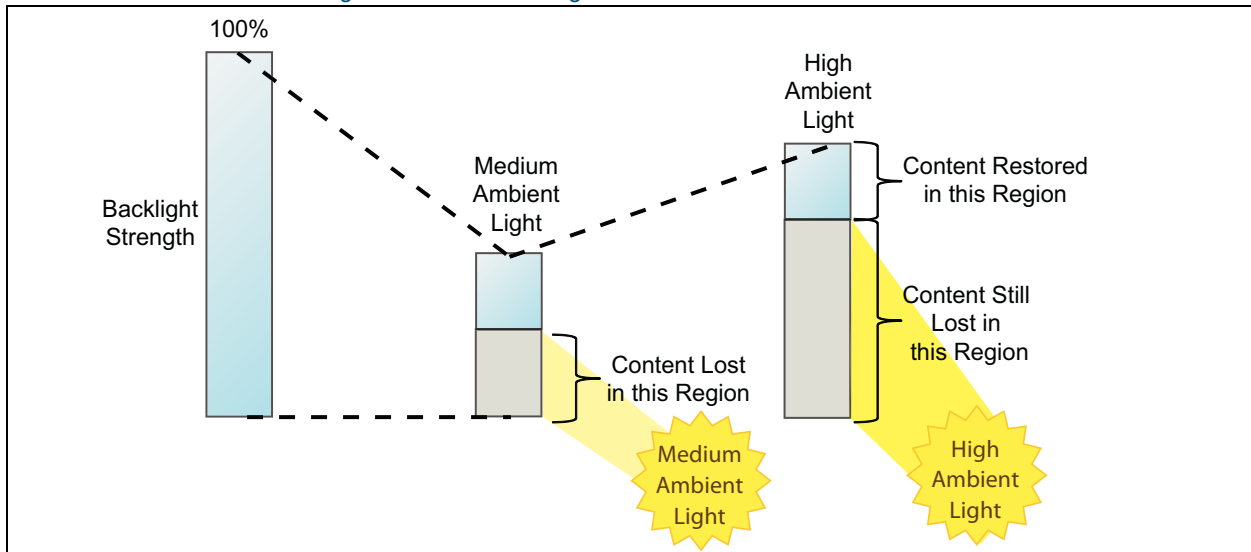 100%
Backlight
Strength
Medium
Ambient
Light
Content Lost
in this Region
Medium
Ambient
Light
High
Ambient
Light
Content Restored
in this Region
Content Still
Lost in
this Region
High
Ambient
Light